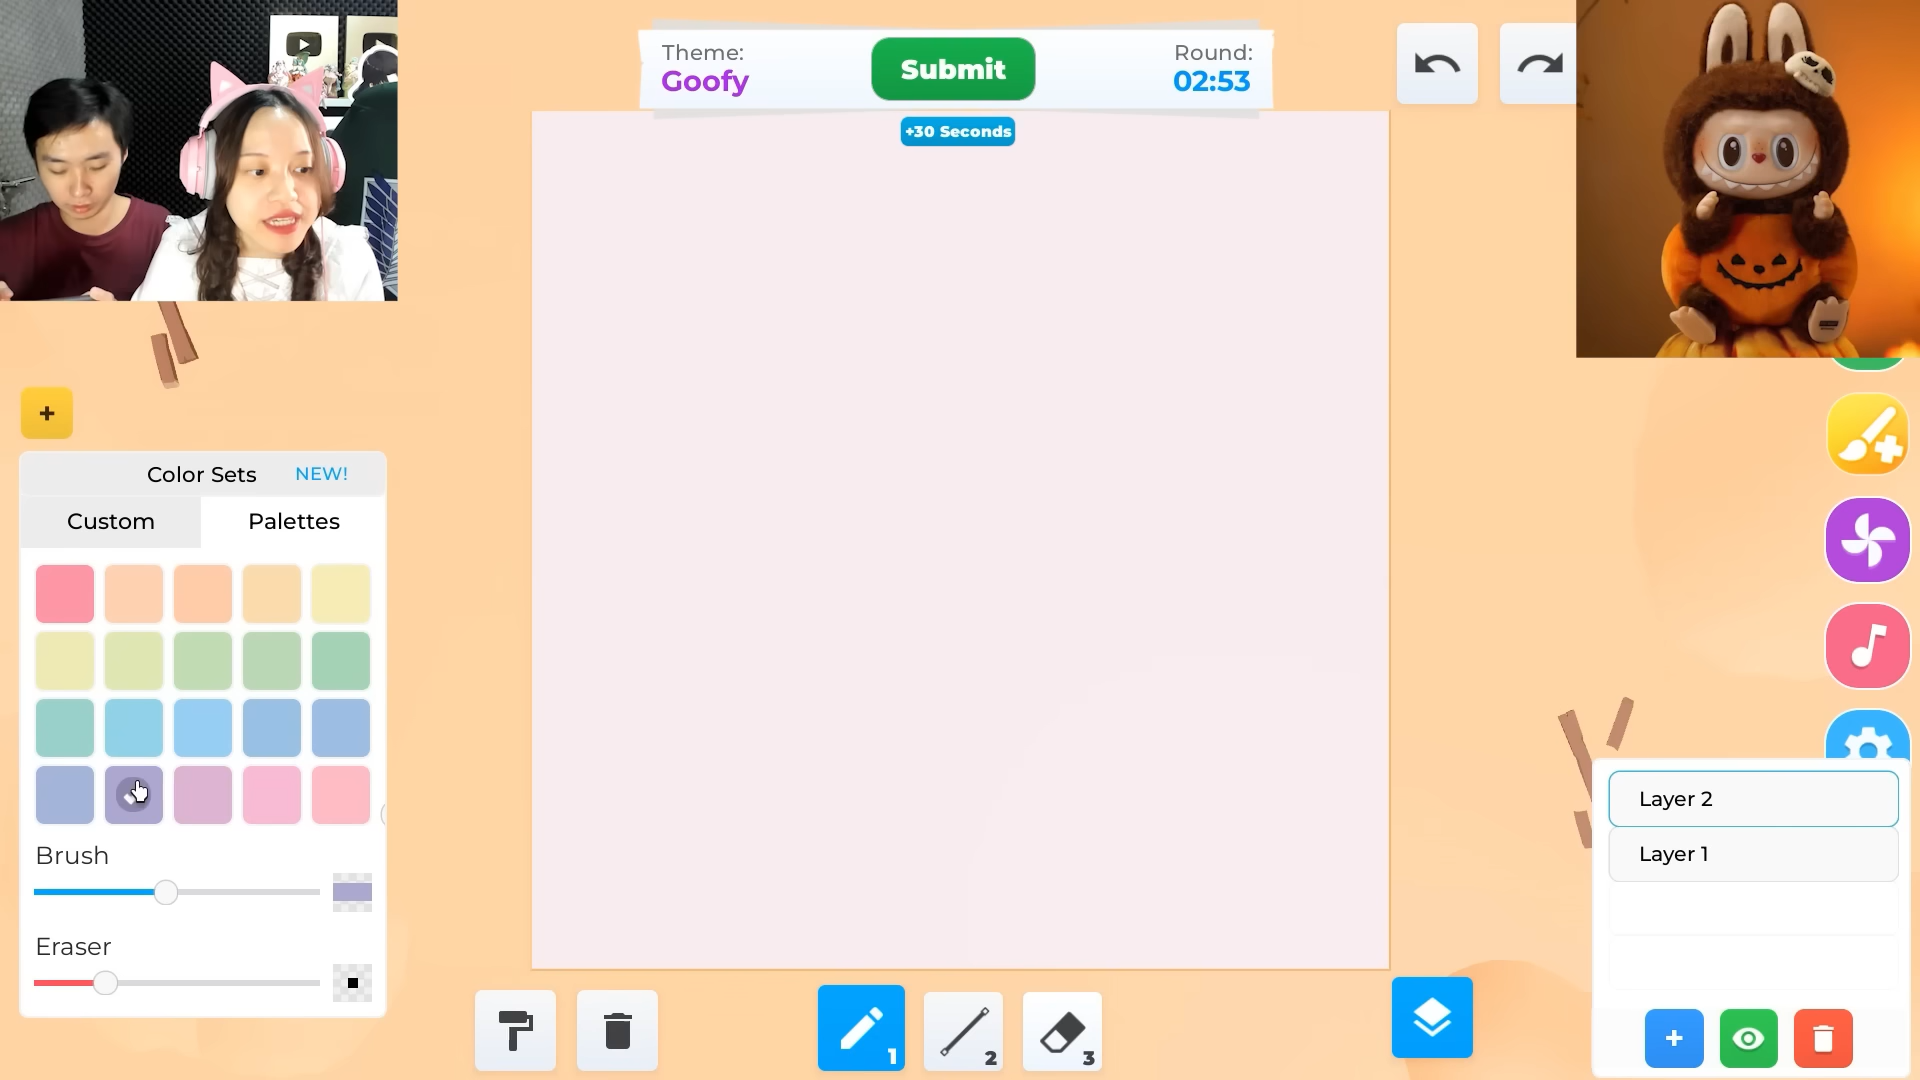 Theme:
Goofy
Submit
Round:
02:53
+30 Seconds
+
Color Sets
NEW!
Custom
Palettes
Brush
Eraser
1
2
3
Layer 2
Layer 1
+